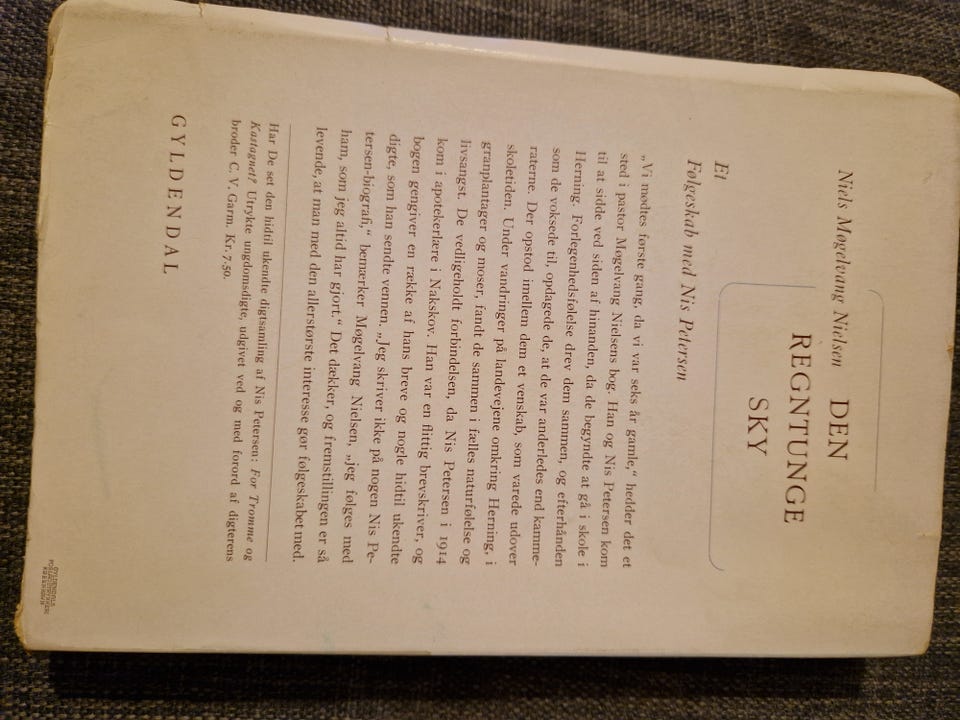 Niels Møgelvang Nielsen
DEN
REGNTUNGE
SKY
Et
Følgeskab med Nis Petersen
„Vi mødtes første gang, da vi var seks år gamle,“ hedder det et
sted i pastor Møgelvang Nielsens bog. Han og Nis Petersen kom
til at sidde ved siden af hinanden, da de begyndte at gå i skole i
Herning. Forlegenhedsfølelse drev dem sammen, og efterhånden
som de voksede til, opdagede de, at de var anderledes end kamme-
raterne. Der opstod imellem dem et venskab, som varede udover
skoletiden. Under vandringer på landevejene omkring Herning, i
granplantager og moser, fandt de sammen i fælles naturfølelse og
livsangst. De vedligeholdt forbindelsen, da Nis Petersen i 1914
kom i apotekerlære i Nakskov. Han var en flittig brevskriver, og
bogen gengiver en række af hans breve og nogle hidtil ukendte
digte, som han sendte vennen. „Jeg skriver ikke på nogen Nis Pe-
tersen-biografi,“ bemærker Møgelvang Nielsen, „jeg følges med
ham, som jeg altid har gjort.“ Det dækker, og fremstillingen er så
levende, at man med den allerstørste interesse gør følgeskabet med.
Har De set den hidtil ukendte digtsamling af Nis Petersen: For Tromme og
Kastagnet? Utrykte ungdomsdigte, udgivet ved og med forord af digterens
broder C. V. Garm. Kr. 7.50.
GYLDENDAL
GYLDENDALS